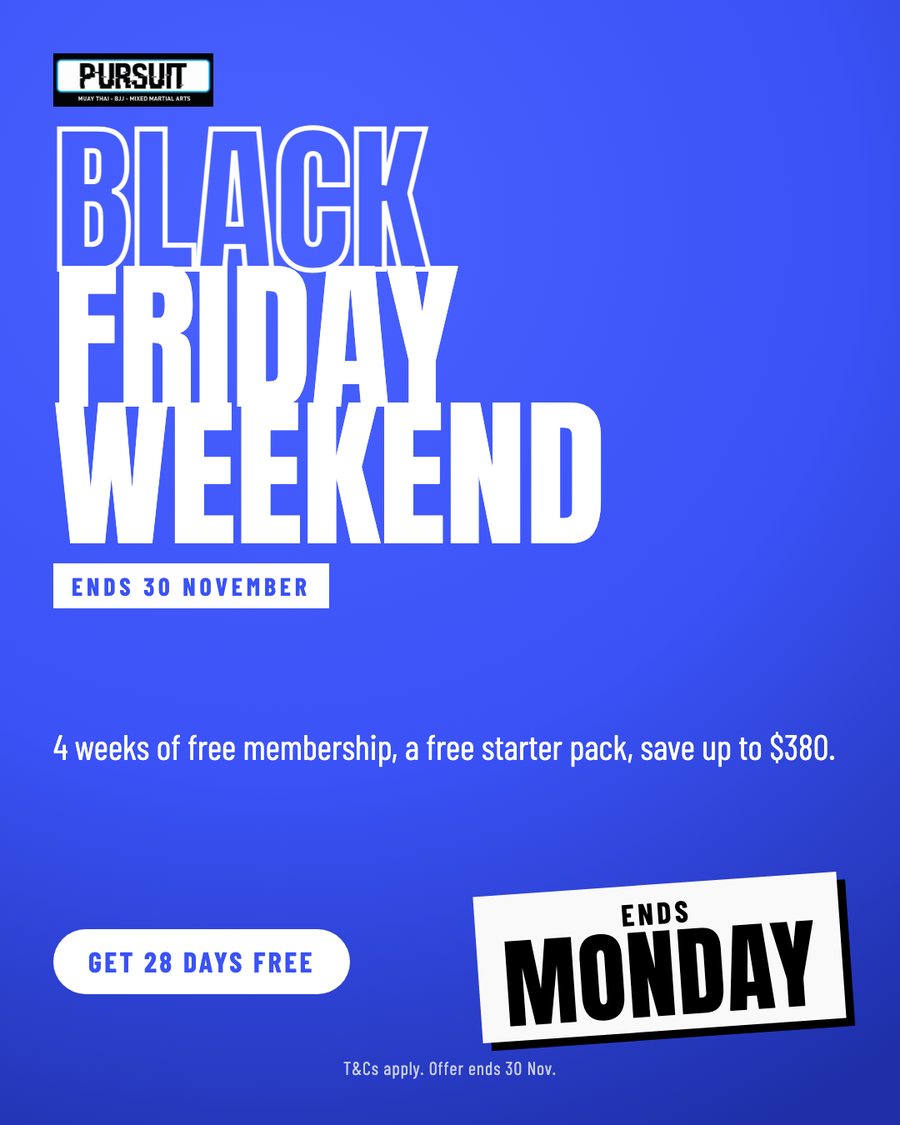 PURSUIT
MUAY THAI - BJJ - MIXED MARTIAL ARTS
BLACK
FRIDAY
WEEKEND
ENDS 30 NOVEMBER
4 weeks of free membership, a free starter pack, save up to $380.
GET 28 DAYS FREE
ENDS
MONDAY
T&Cs apply. Offer ends 30 Nov.